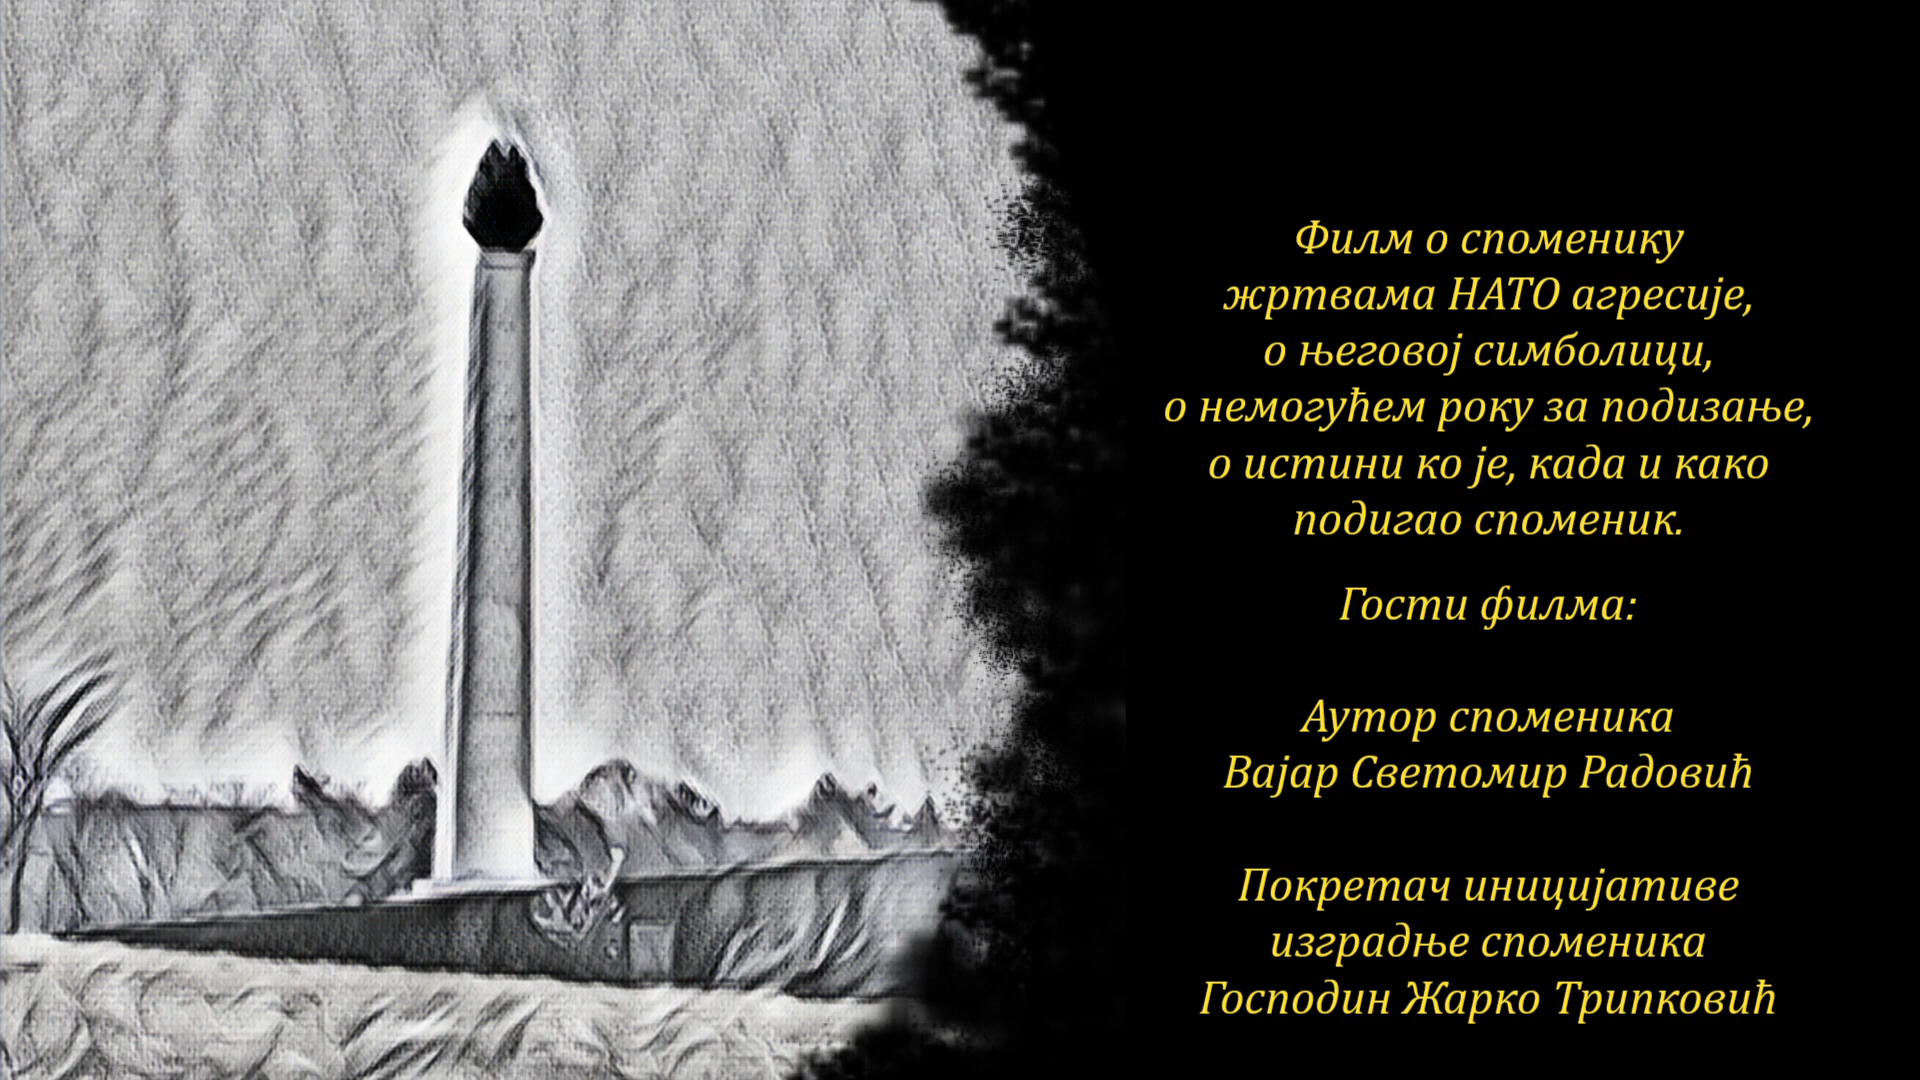 Филм о споменику
жртвама НАТО агресије,
о његовој симболици,
о немогућем року за подизање,
о истини ко је, када и како
подигао споменик.
Гости филма:
Аутор споменика
Вајар Светомир Радовић
Покретач иницијативе
изградње споменика
Господин Жарко Трипковић